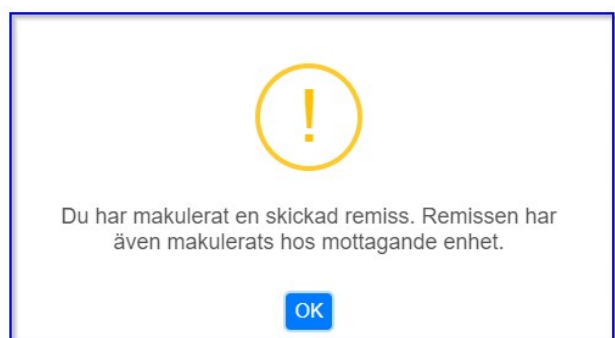 !
Du har makulerat en skickad remiss. Remissen har
även makulerats hos mottagande enhet.
OK